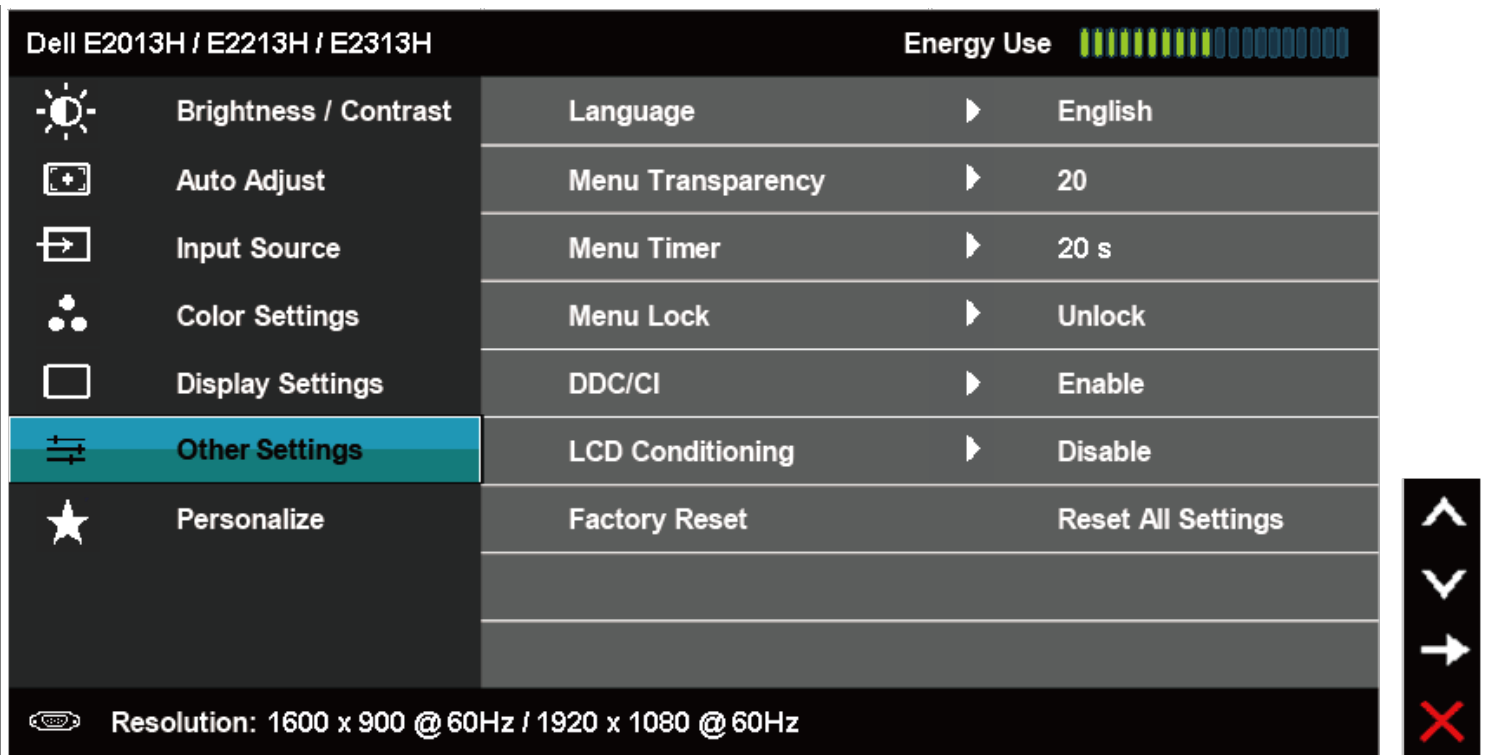 Dell E2013H / E2213H / E2313H Energy Use
Brightness / Contrast Language English
Auto Adjust Menu Transparency 20
Input Source Menu Timer 20 s
Color Settings Menu Lock Unlock
Display Settings DDC/CI Enable
Other Settings LCD Conditioning Disable
Personalize Factory Reset Reset All Settings
Resolution: 1600 x 900 @ 60Hz / 1920 x 1080 @ 60Hz